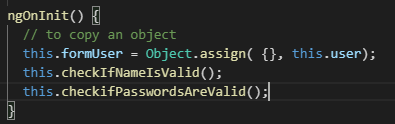 ngOnInit() {
// to copy an object
this.formUser = Object.assign( {}, this.user);
this.checkIfNameIsValid();
this.checkifPasswordsAreValid();
}